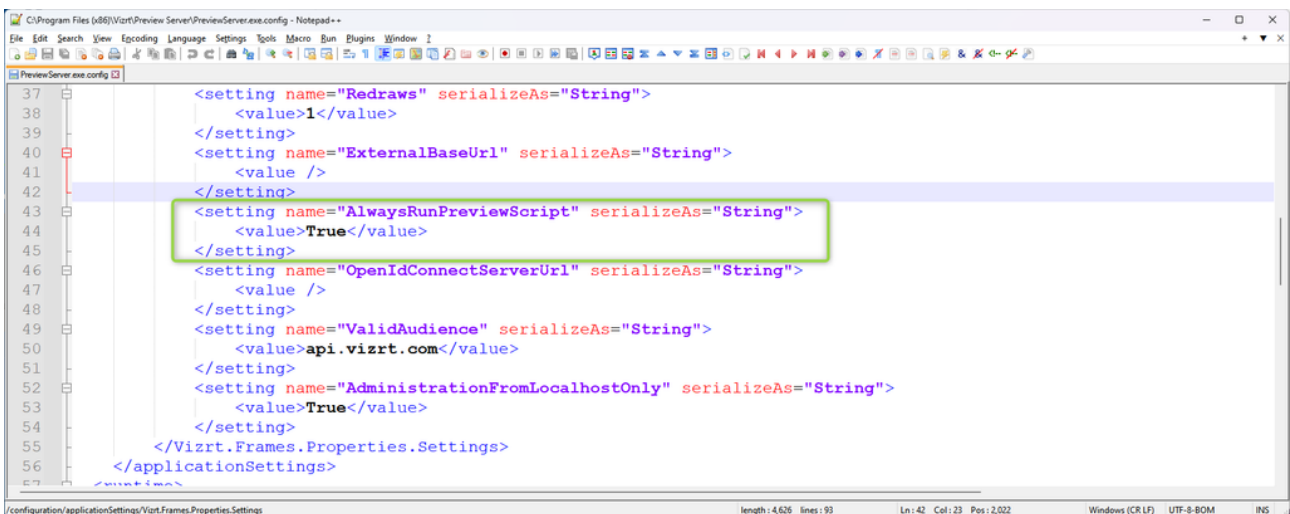 C:\Program Files (x86)\Vizrt\Preview Server\PreviewServer.exe.config - Notepad++
File Edit Search View Encoding Language Settings Tools Macro Run Plugins Window ?
PreviewServer.exe.config
37 <setting name="Redraws" serializeAs="String">
38 <value>1</value>
39 </setting>
40 <setting name="ExternalBaseUrl" serializeAs="String">
41 <value />
42 </setting>
43 <setting name="AlwaysRunPreviewScript" serializeAs="String">
44 <value>True</value>
45 </setting>
46 <setting name="OpenIdConnectServerUrl" serializeAs="String">
47 <value />
48 </setting>
49 <setting name="ValidAudience" serializeAs="String">
50 <value>api.vizrt.com</value>
51 </setting>
52 <setting name="AdministrationFromLocalhostOnly" serializeAs="String">
53 <value>True</value>
54 </setting>
55 </Vizrt.Frames.Properties.Settings>
56 </applicationSettings>
57 <runtime>
/configuration/applicationSettings/Vizrt.Frames.Properties.Settings length : 4,626 lines : 93 Ln : 42 Col : 23 Pos : 2,022 Windows (CR LF) UTF-8-BOM INS